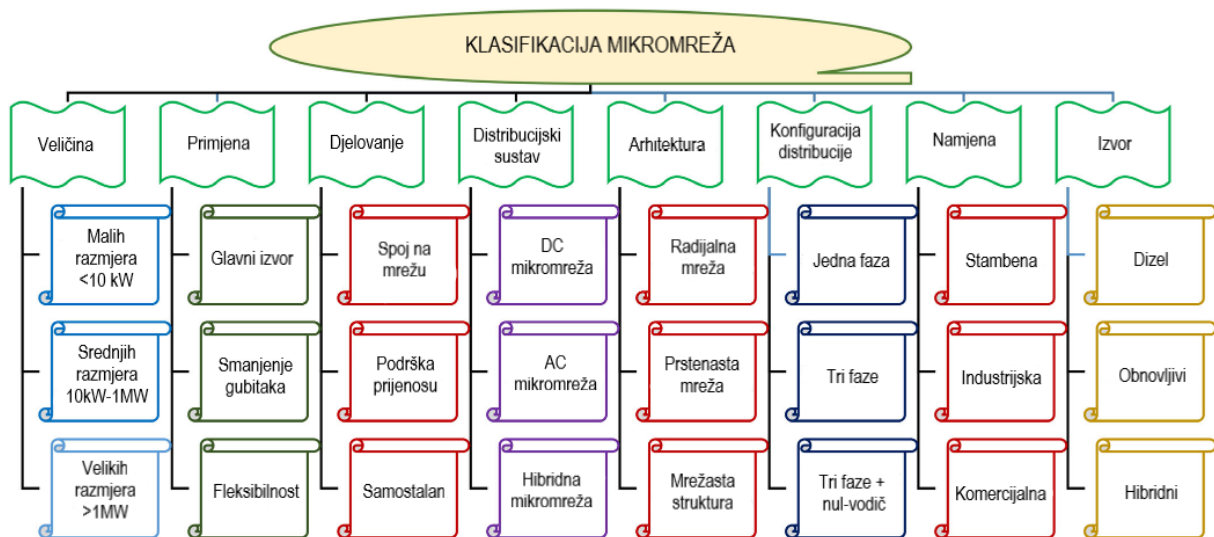 KLASIFIKACIJA MIKROMREŽA
Veličina
Primjena
Djelovanje
Distribucijski
sustav
Arhitektura
Konfiguracija
distribucije
Namjena
Izvor
Malih
razmjera
<10 kW
Glavni izvor
Spoj na
mrežu
DC
mikromreža
Radijalna
mreža
Jedna faza
Stambena
Dizel
Srednjih
razmjera
10kW-1MW
Smanjenje
gubitaka
Podrška
prijenosu
AC
mikromreža
Prstenasta
mreža
Tri faze
Industrijska
Obnovljivi
Velikih
razmjera
>1MW
Fleksibilnost
Samostalan
Hibridna
mikromreža
Mrežasta
struktura
Tri faze +
nul-vodič
Komercijalna
Hibridni